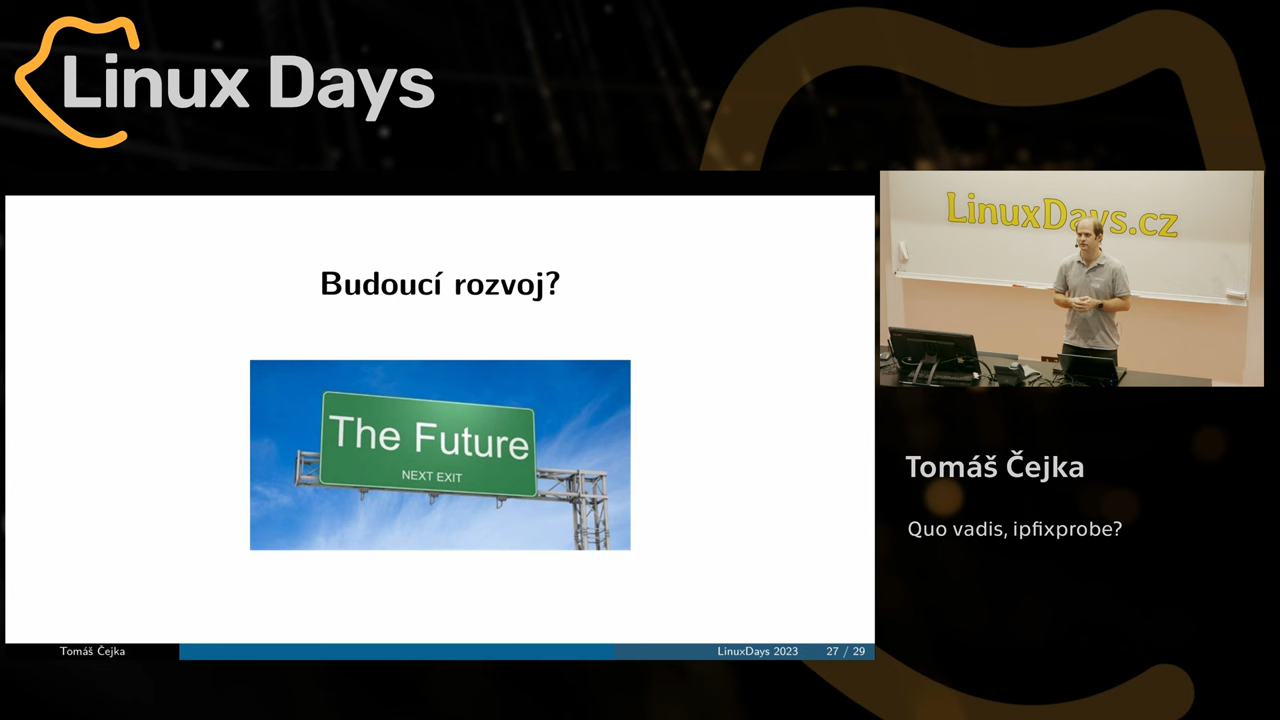 Linux Days
Budoucí rozvoj?
The Future
NEXT EXIT
Tomáš Čejka
LinuxDays 2023
27 / 29
LinuxDays.cz
Tomáš Čejka
Quo vadis, ipfixprobe?